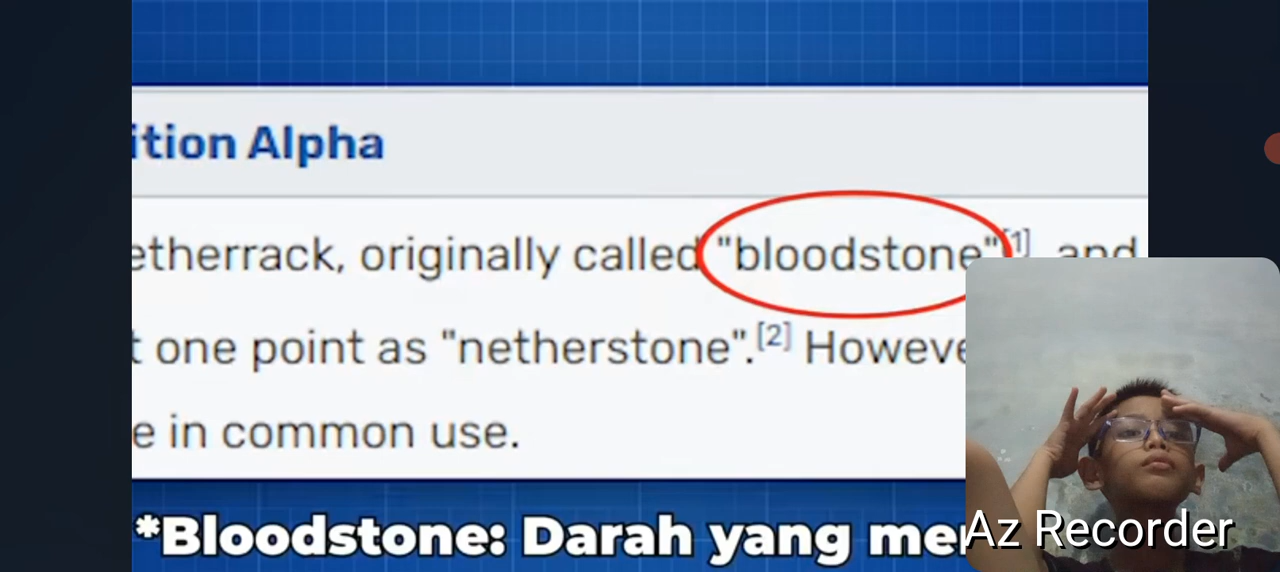 ition Alpha
etherrack, originally called "bloodstone"[1] and
t one point as "netherstone".[2] Howeve
e in common use.
*Bloodstone: Darah yang mem
Az Recorder